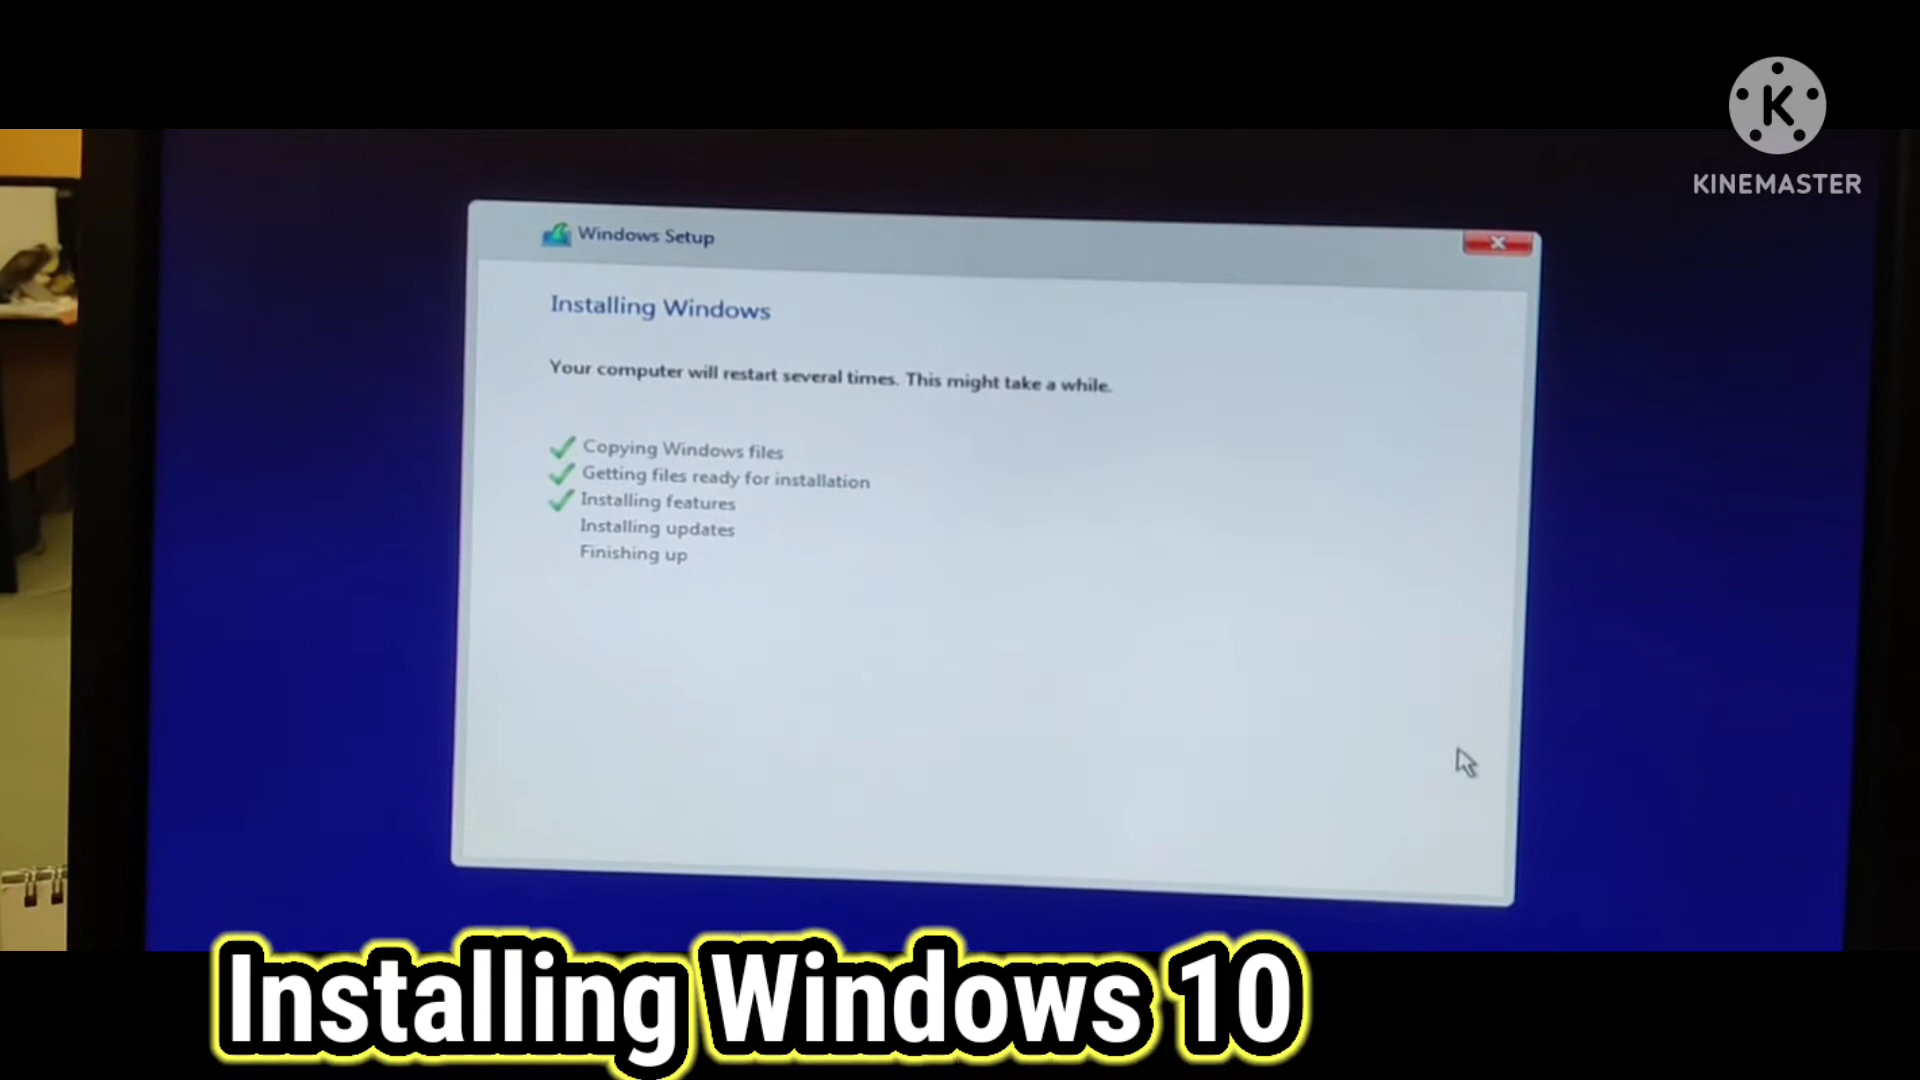 K
KINEMASTER
Windows Setup
Installing Windows
Your computer will restart several times. This might take a while.
Copying Windows files
Getting files ready for installation
Installing features
Installing updates
Finishing up
Installing Windows 10